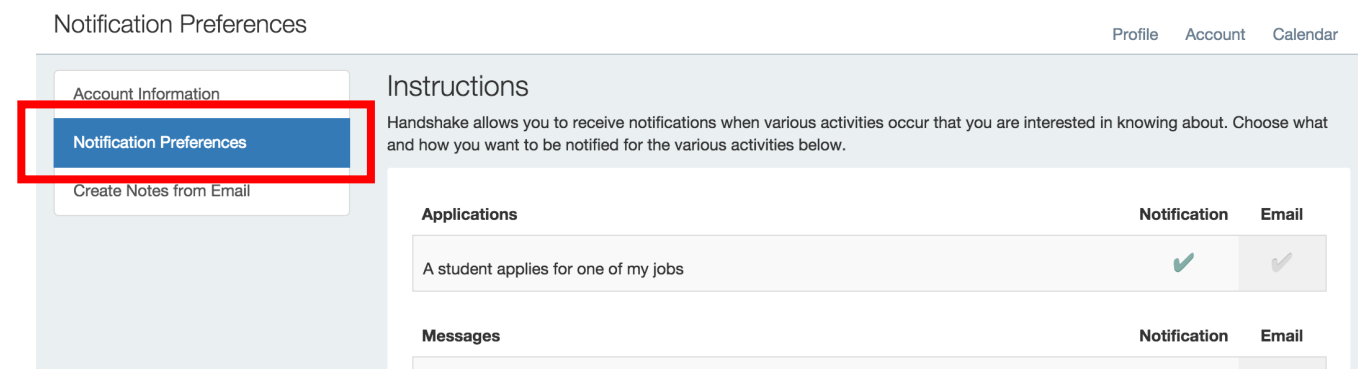 Notification Preferences
Profile Account Calendar
Account Information
Notification Preferences
Create Notes from Email
Instructions
Handshake allows you to receive notifications when various activities occur that you are interested in knowing about. Choose what
and how you want to be notified for the various activities below.
Applications Notification Email
A student applies for one of my jobs
Messages Notification Email